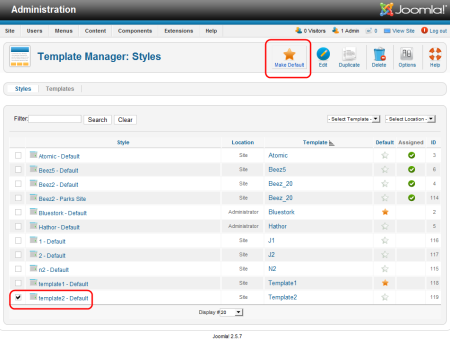 Administration
Joomla!
Site Users Menus Content Components Extensions Help
0 Visitors 1 Admin 0 View Site Log out
Template Manager: Styles
Make Default Edit Duplicate Delete Options Help
Styles Templates
Filter: Search Clear
- Select Template - - Select Location -
Style Location Template Default Assigned ID
Atomic - Default Site Atomic 3
Beez5 - Default Site Beez5 6
Beez2 - Default Site Beez_20 4
Beez2 - Parks Site Site Beez_20 114
Bluestork - Default Administrator Bluestork 2
Hathor - Default Administrator Hathor 5
1 - Default Site J1 116
2 - Default Site J2 117
n2 - Default Site N2 115
template1 - Default Site Template1 118
template2 - Default Site Template2 119
Display # 20
Joomla! 2.5.7